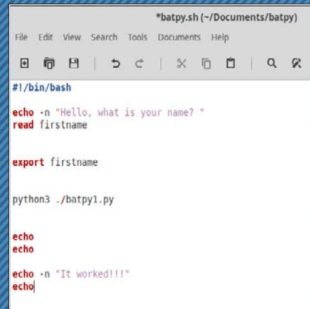 *batpy.sh (~/Documents/batpy)
File Edit View Search Tools Documents Help
#!/bin/bash
echo -n "Hello, what is your name? "
read firstname
export firstname
python3 ./batpy1.py
echo
echo
echo -n "It worked!!!"
echo